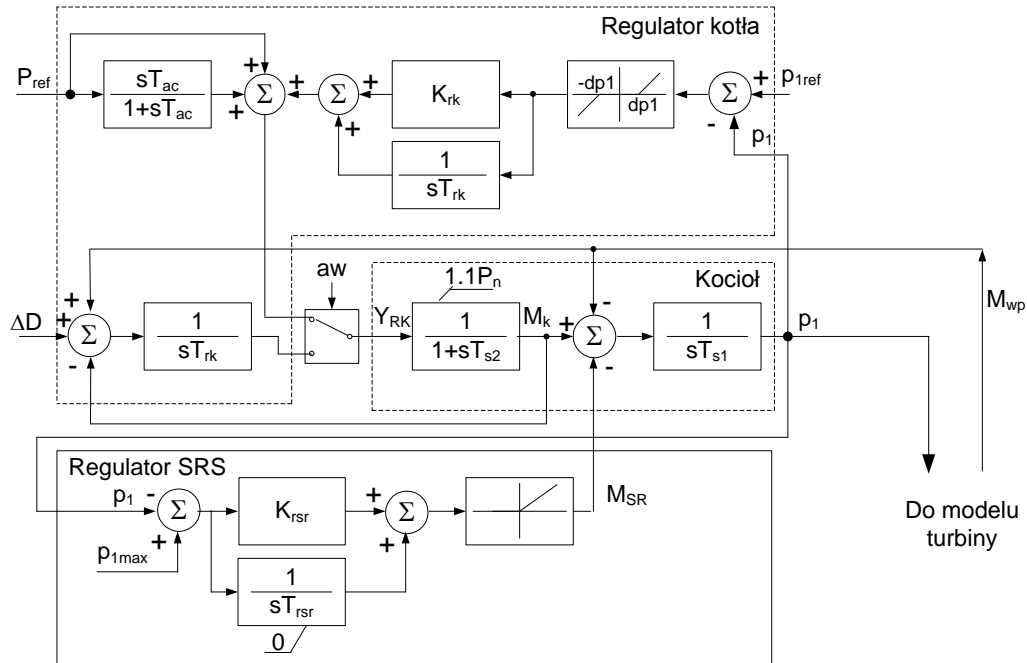 Regulator kotła
P_ref
sT_ac
1+sT_ac
+
+
Σ
+
+
Σ
+
K_rk
-dp1
dp1
Σ
+
p_1ref
-
p_1
1
sT_rk
aw
1.1P_n
Kocioł
M_wp
ΔD
+
+
Σ
-
1
sT_rk
Y_RK
1
1+sT_s2
M_k
+
-
Σ
-
1
sT_s1
p_1
Regulator SRS
p_1
-
Σ
+
p_1max
K_rsr
+
Σ
+
M_SR
1
sT_rsr
0
Do modelu
turbiny